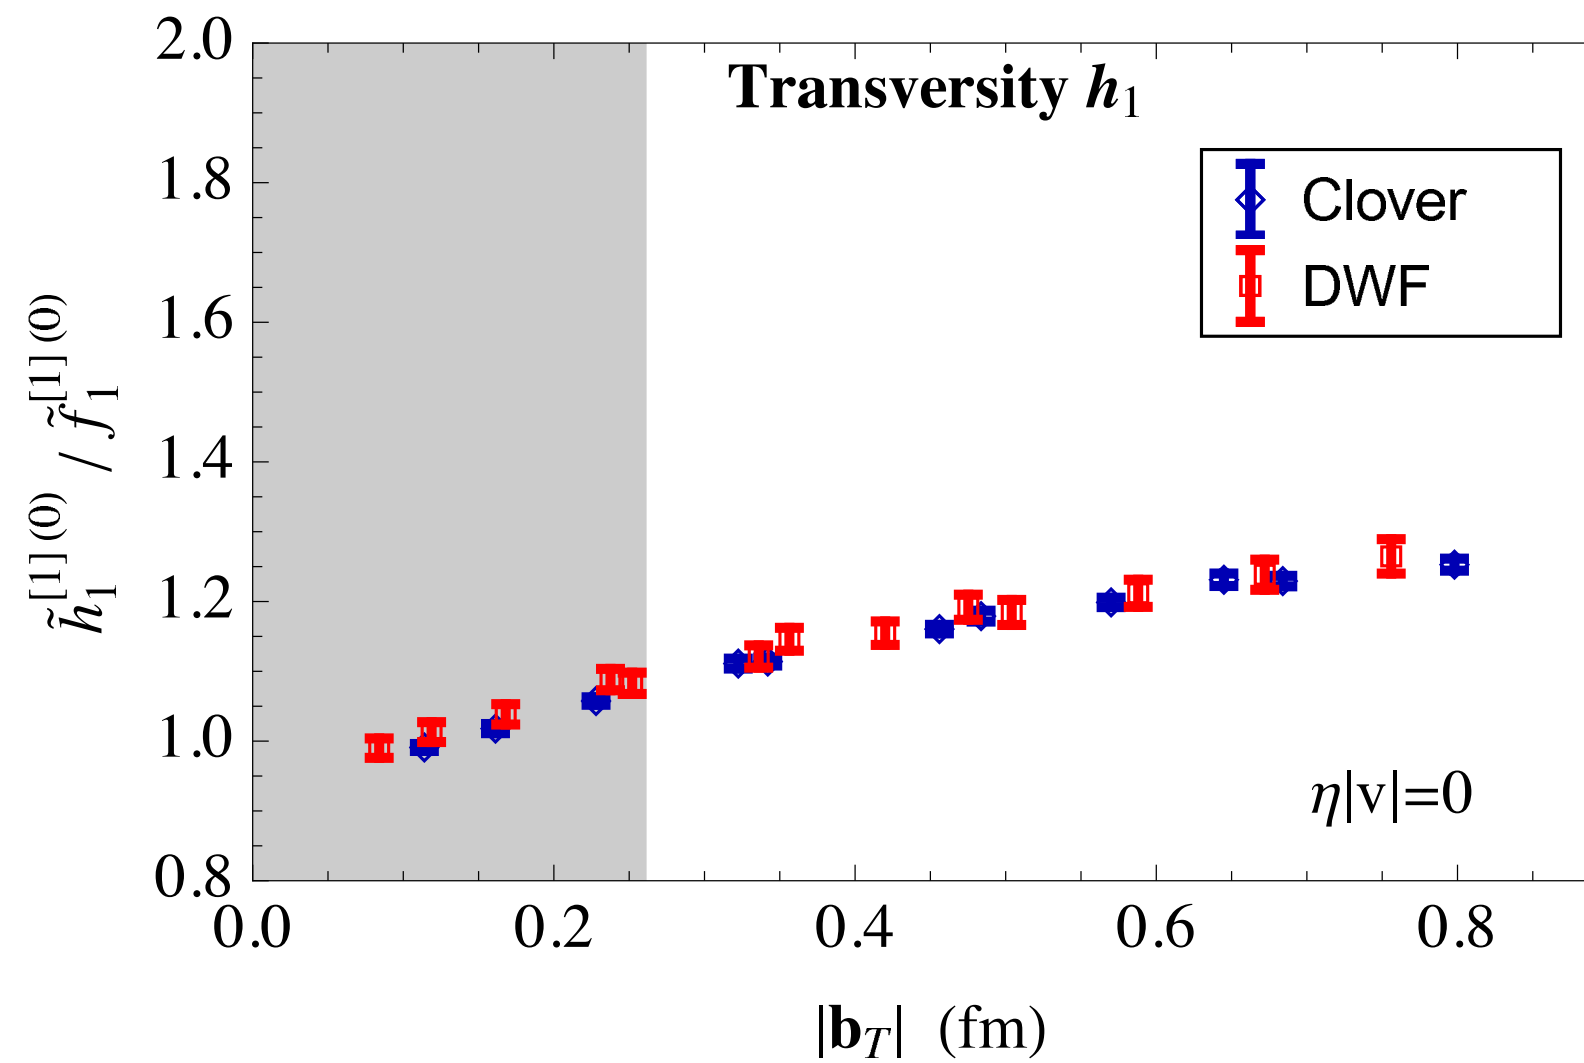 Transversity h₁
Clover
DWF
h̃₁^[1](0) / f̃₁^[1](0)
2.0
1.8
1.6
1.4
1.2
1.0
0.8
η|v|=0
0.0 0.2 0.4 0.6 0.8
|b_T| (fm)